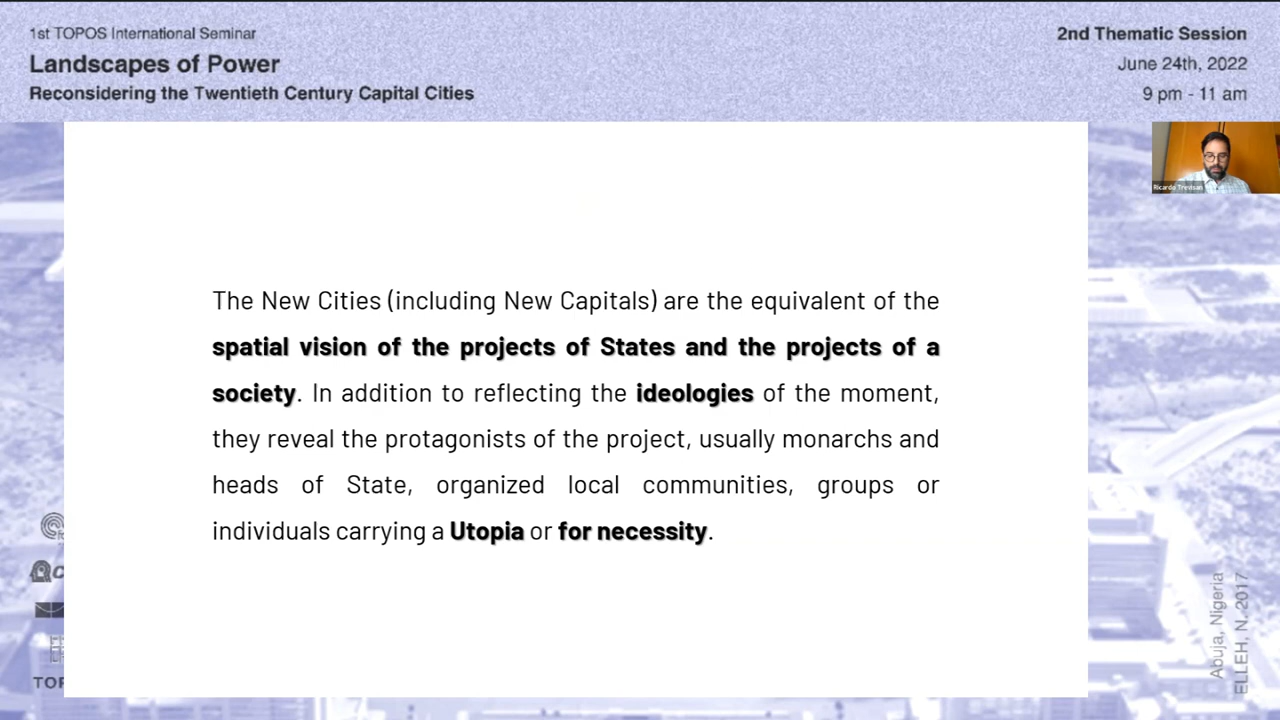 1st TOPOS International Seminar
Landscapes of Power
Reconsidering the Twentieth Century Capital Cities
2nd Thematic Session
June 24th, 2022
9 pm - 11 am
Ricardo Trevisan
The New Cities (including New Capitals) are the equivalent of the
spatial vision of the projects of States and the projects of a
society. In addition to reflecting the ideologies of the moment,
they reveal the protagonists of the project, usually monarchs and
heads of State, organized local communities, groups or
individuals carrying a Utopia or for necessity.
Abuja, Nigeria
ELLEH, N. 2017